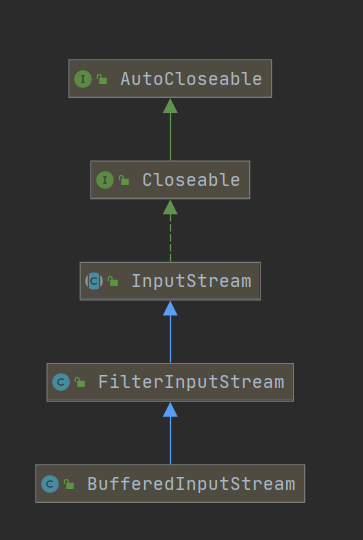 I AutoCloseable
I Closeable
C InputStream
C FilterInputStream
C BufferedInputStream